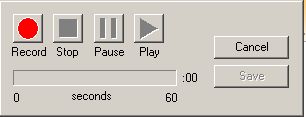 Record Stop Pause Play
Cancel
:00
Save
0 seconds 60